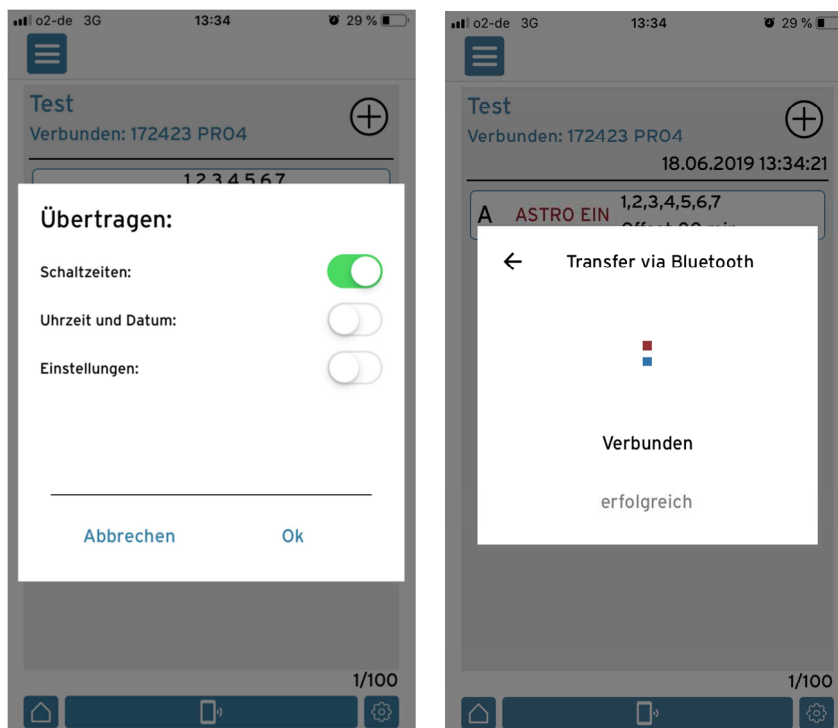 o2-de 3G 13:34 29 %
Test
Verbunden: 172423 PRO4
1,2,3,4,5,6,7
Übertragen:
Schaltzeiten:
Uhrzeit und Datum:
Einstellungen:
Abbrechen Ok
1/100
o2-de 3G 13:34 29 %
Test
Verbunden: 172423 PRO4
18.06.2019 13:34:21
A ASTRO EIN 1,2,3,4,5,6,7
Transfer via Bluetooth
Verbunden
erfolgreich
1/100